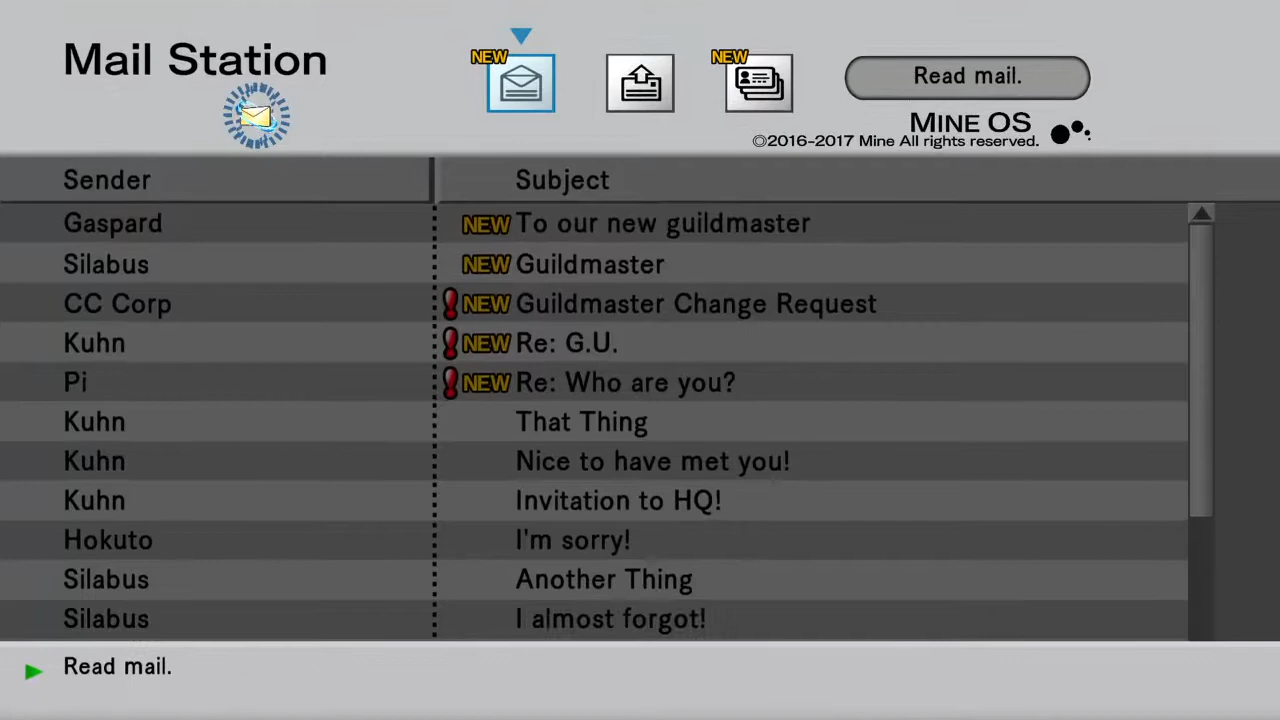 Mail Station
NEW
NEW
Read mail.
MINE OS
©2016-2017 Mine All rights reserved.
Sender Subject
Gaspard NEW To our new guildmaster
Silabus NEW Guildmaster
CC Corp NEW Guildmaster Change Request
Kuhn NEW Re: G.U.
Pi NEW Re: Who are you?
Kuhn That Thing
Kuhn Nice to have met you!
Kuhn Invitation to HQ!
Hokuto I'm sorry!
Silabus Another Thing
Silabus I almost forgot!
Read mail.